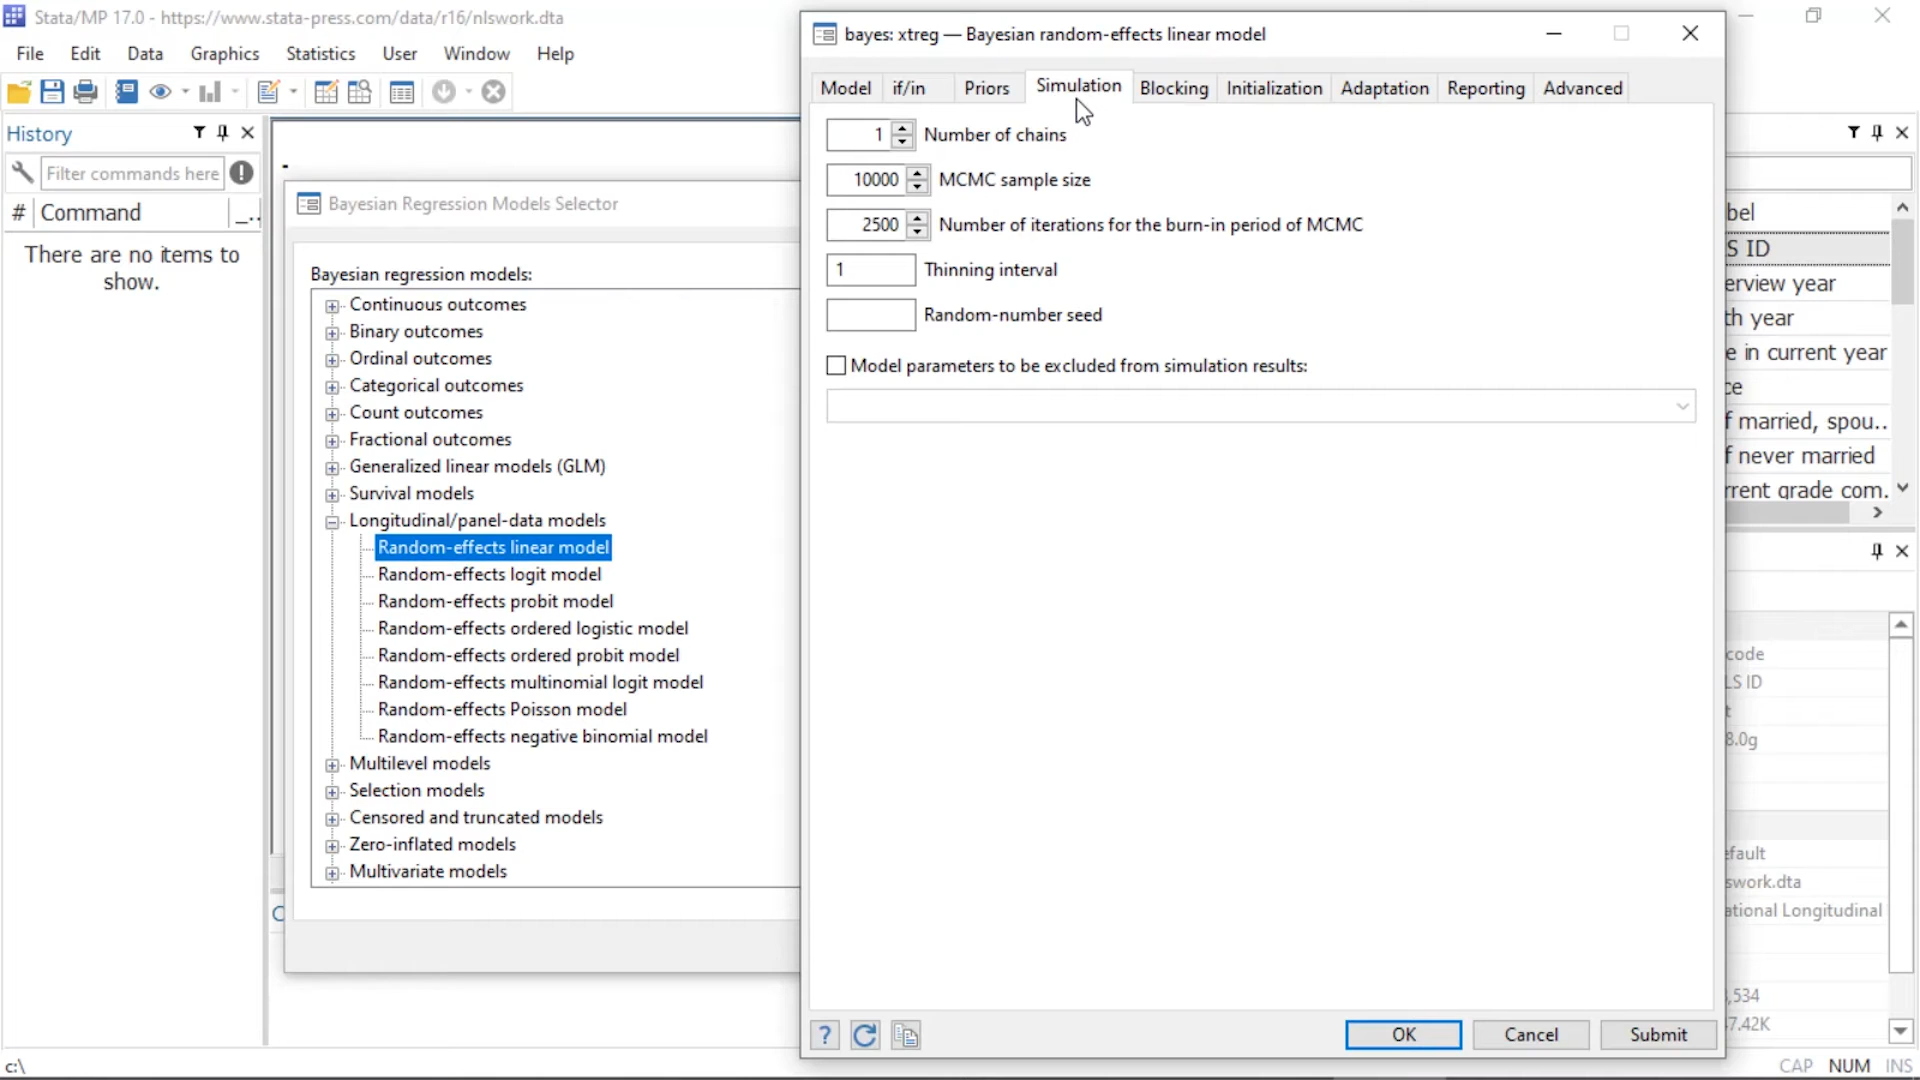 Stata/MP 17.0 - https://www.stata-press.com/data/r16/nlswork.dta
File Edit Data Graphics Statistics User Window Help
History
Filter commands here
# Command _..
There are no items to
show.
-
Bayesian Regression Models Selector
Bayesian regression models:
Continuous outcomes
Binary outcomes
Ordinal outcomes
Categorical outcomes
Count outcomes
Fractional outcomes
Generalized linear models (GLM)
Survival models
Longitudinal/panel-data models
Random-effects linear model
Random-effects logit model
Random-effects probit model
Random-effects ordered logistic model
Random-effects ordered probit model
Random-effects multinomial logit model
Random-effects Poisson model
Random-effects negative binomial model
Multilevel models
Selection models
Censored and truncated models
Zero-inflated models
Multivariate models
C
bayes: xtreg — Bayesian random-effects linear model
Model if/in Priors Simulation Blocking Initialization Adaptation Reporting Advanced
1 Number of chains
10000 MCMC sample size
2500 Number of iterations for the burn-in period of MCMC
1 Thinning interval
Random-number seed
Model parameters to be excluded from simulation results:
? OK Cancel Submit
bel
S ID
erview year
th year
e in current year
ce
f married, spou..
f never married
rrent grade com.
code
LS ID
t
8.0g
efault
swork.dta
ational Longitudinal
,534
7.42K
c:\ CAP NUM INS